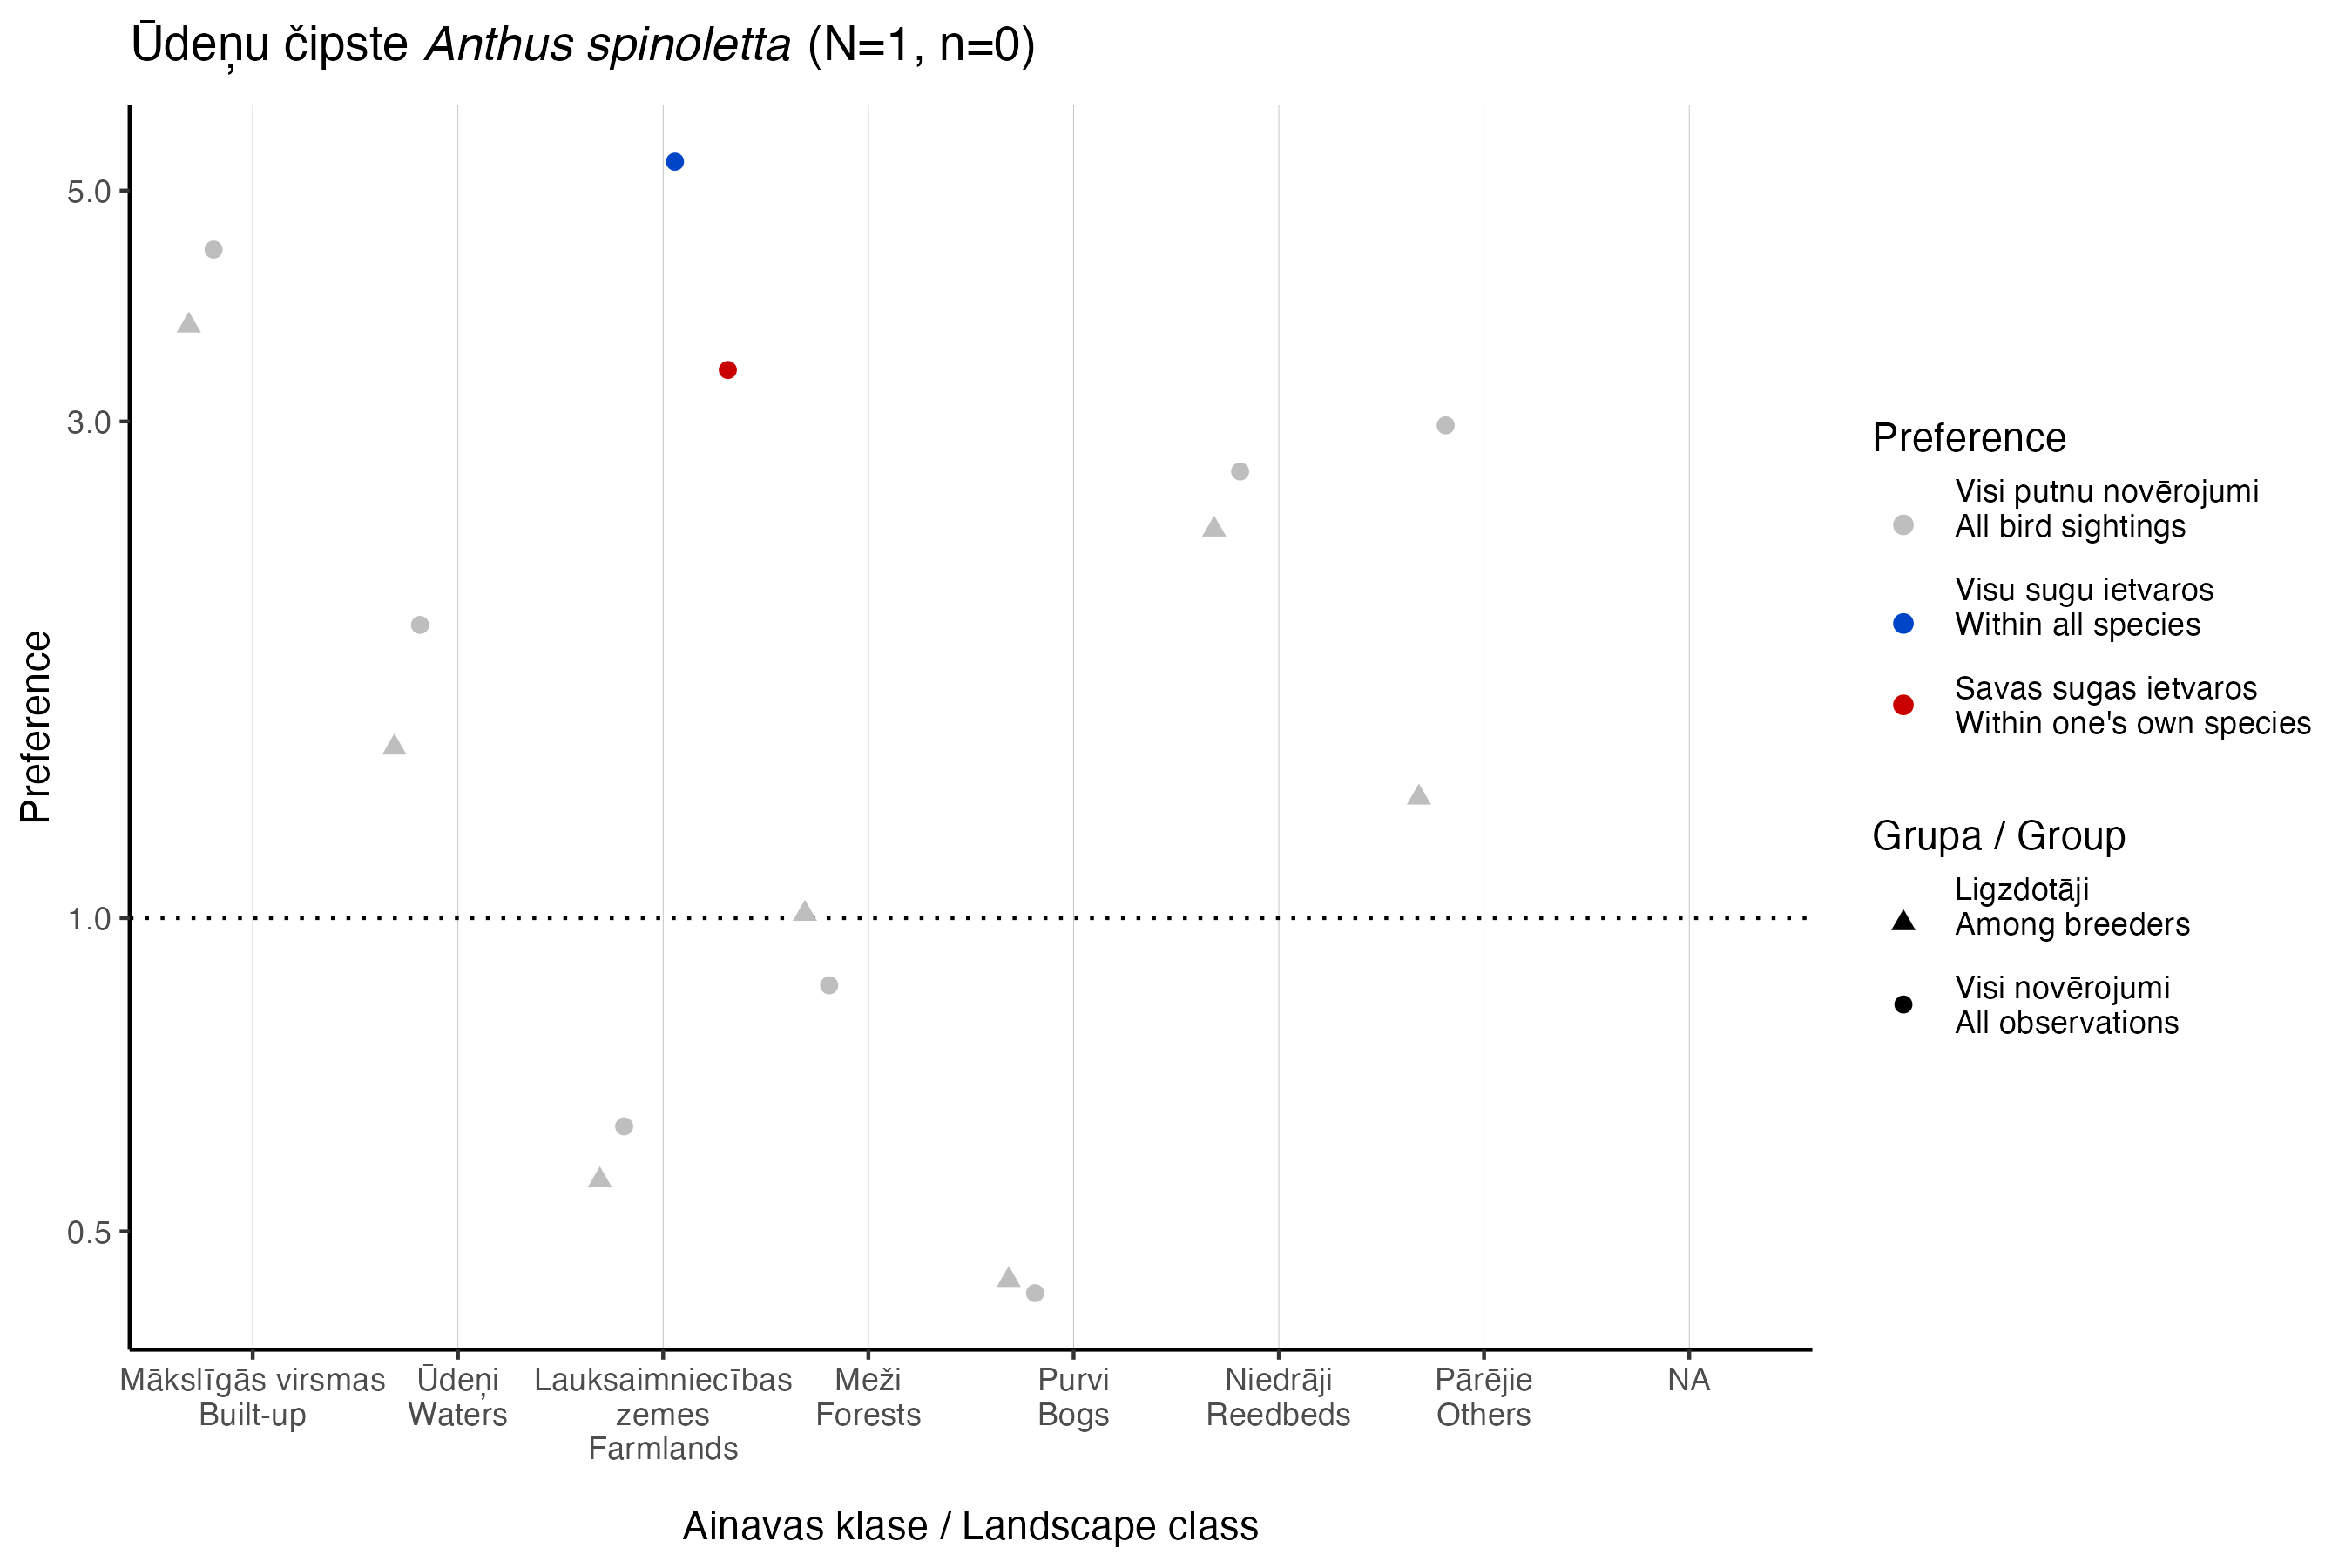 Ūdeņu čipste Anthus spinoletta (N=1, n=0)
Preference
5.0
3.0
1.0
0.5
Mākslīgās virsmas
Built-up
Ūdeņi
Waters
Lauksaimniecības
zemes
Farmlands
Meži
Forests
Purvi
Bogs
Niedrāji
Reedbeds
Pārējie
Others
NA
Ainavas klase / Landscape class
Preference
Visi putnu novērojumi
All bird sightings
Visu sugu ietvaros
Within all species
Savas sugas ietvaros
Within one's own species
Grupa / Group
Ligzdotāji
Among breeders
Visi novērojumi
All observations